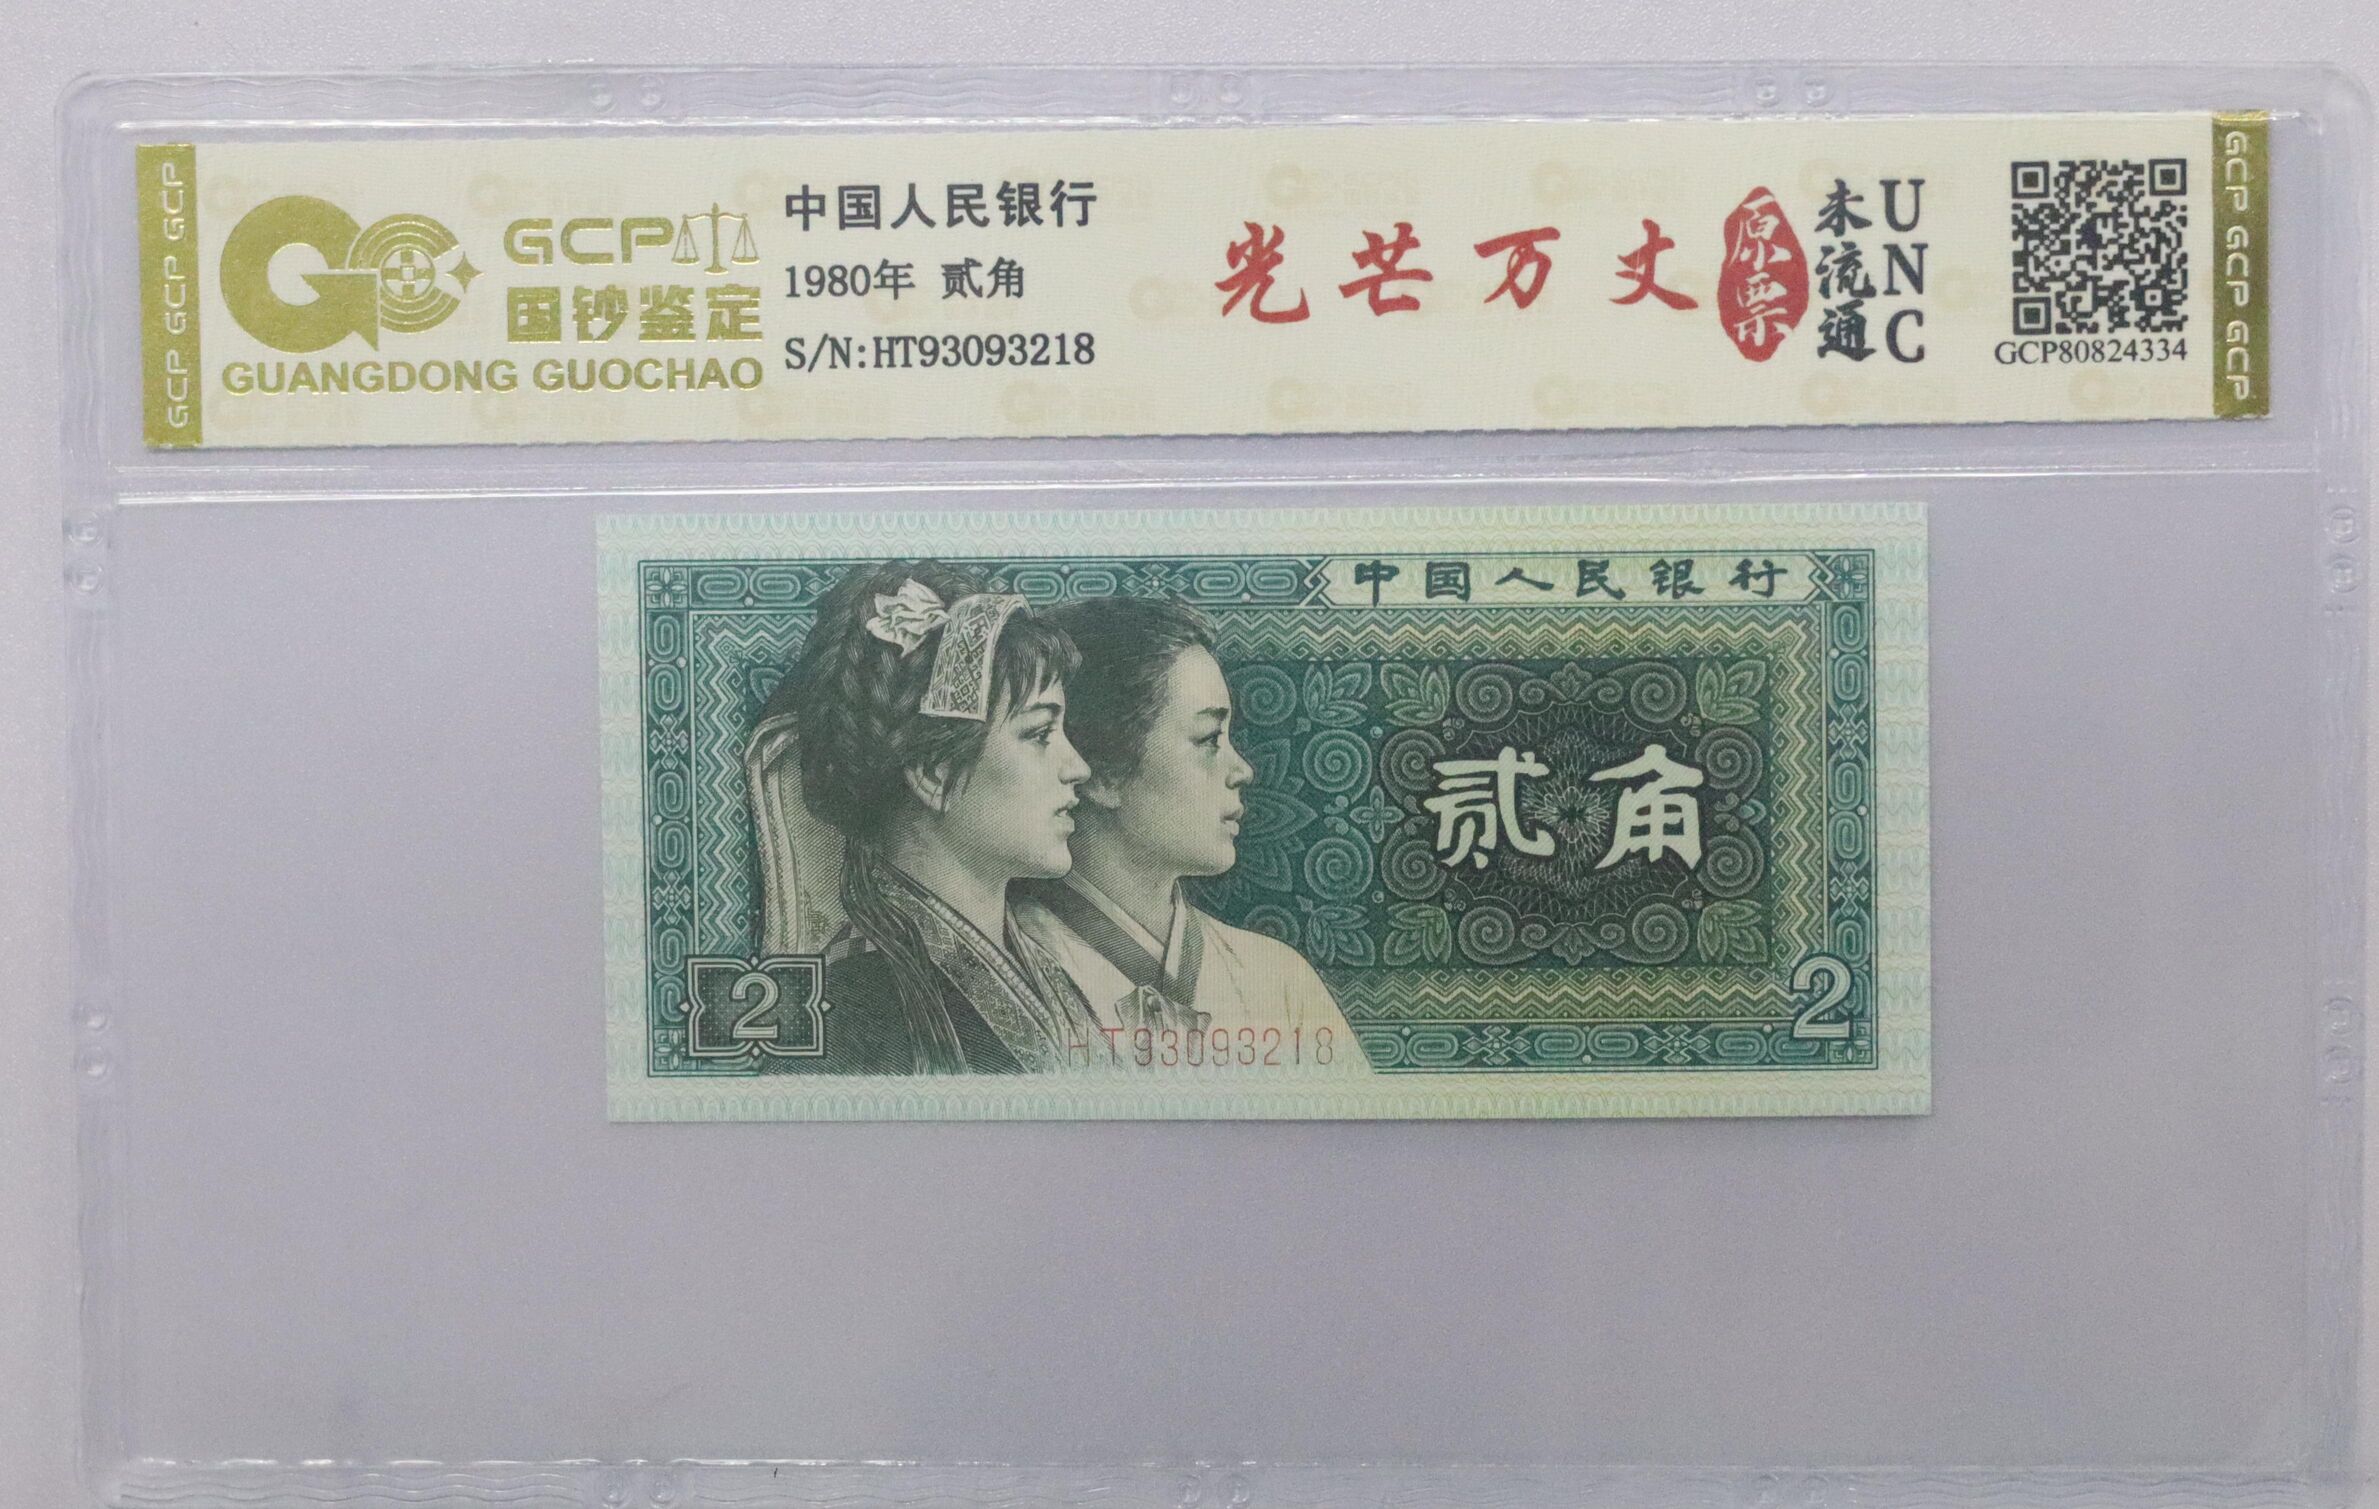 GCP GCP GCP
GCP
国钞鉴定
GUANGDONG GUOCHAO
中国人民银行
1980年 贰角
S/N:HT93093218
光芒万丈
原票
未流通
UNC
GCP80824334
GCP GCP GCP
中国人民银行
贰角
2
2
HT93093218